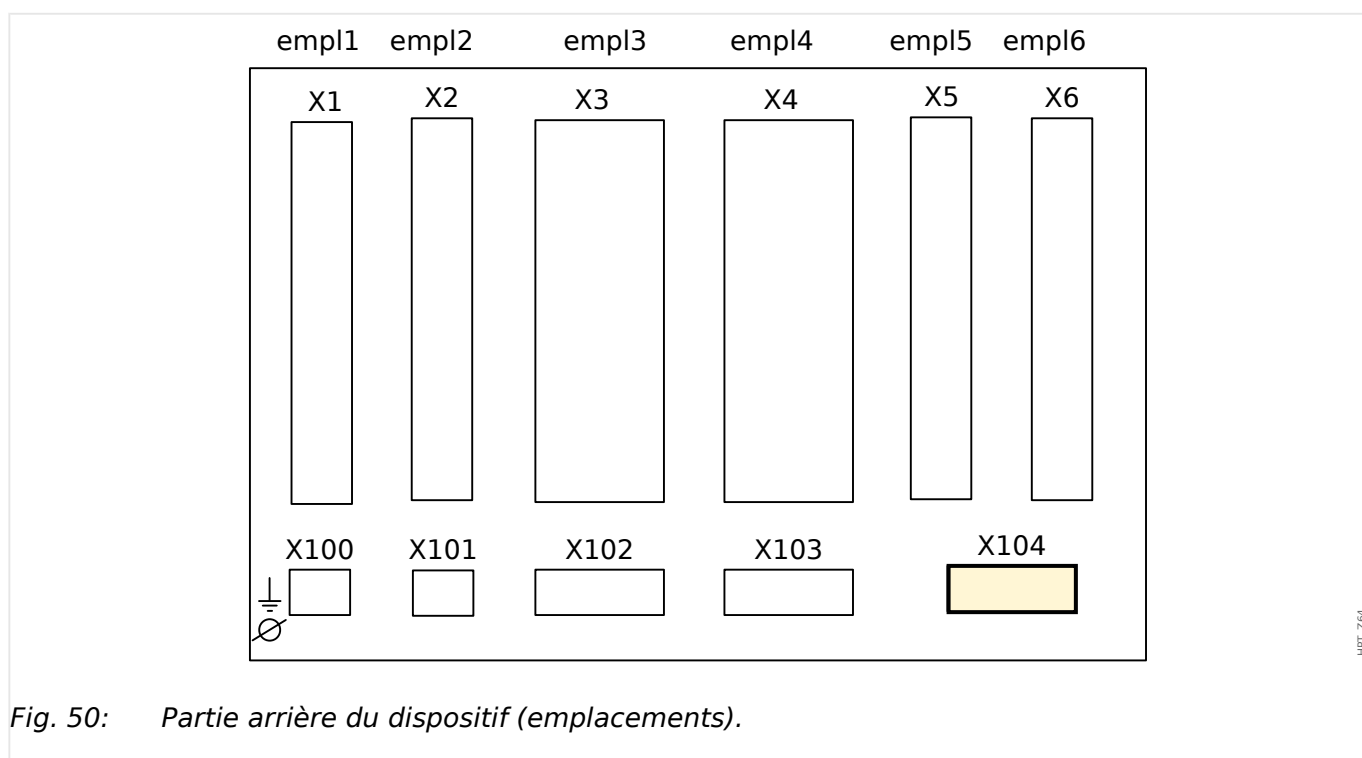 empl1 empl2 empl3 empl4 empl5 empl6
X1 X2 X3 X4 X5 X6
X100 X101 X102 X103 X104
Fig. 50: Partie arrière du dispositif (emplacements).